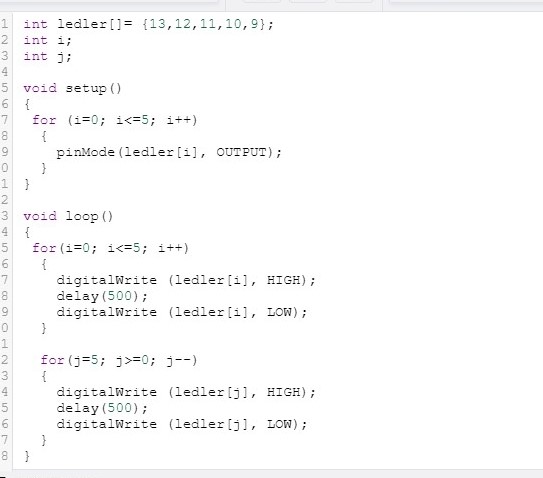 1 int ledler[]= {13,12,11,10,9};
2 int i;
3 int j;
4
5 void setup()
6 {
7 for (i=0; i<=5; i++)
8 {
9 pinMode(ledler[i], OUTPUT);
0 }
1 }
2
3 void loop()
4 {
5 for(i=0; i<=5; i++)
6 {
7 digitalWrite (ledler[i], HIGH);
8 delay(500);
9 digitalWrite (ledler[i], LOW);
0 }
1
2 for(j=5; j>=0; j--)
3 {
4 digitalWrite (ledler[j], HIGH);
5 delay(500);
6 digitalWrite (ledler[j], LOW);
7 }
8 }